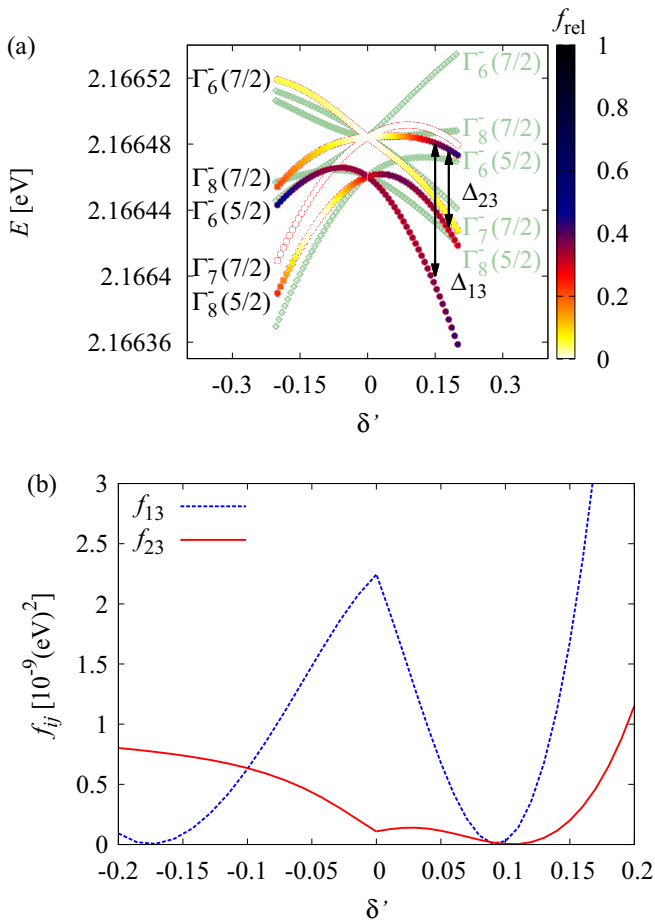 (a)
f_rel
2.16652
2.16648
2.16644
2.1664
2.16636
E [eV]
Γ6-(7/2)
Γ8-(7/2)
Γ6-(5/2)
Γ7-(7/2)
Γ8-(5/2)
Γ6-(7/2)
Γ8-(7/2)
Γ6-(5/2)
Γ7-(7/2)
Γ8-(5/2)
Δ23
Δ13
1
0.8
0.6
0.4
0.2
0
-0.3 -0.15 0 0.15 0.3
δ'
(b)
f13
f23
3
2.5
2
1.5
1
0.5
0
f_ij [10^-9(eV)^2]
-0.2 -0.15 -0.1 -0.05 0 0.05 0.1 0.15 0.2
δ'